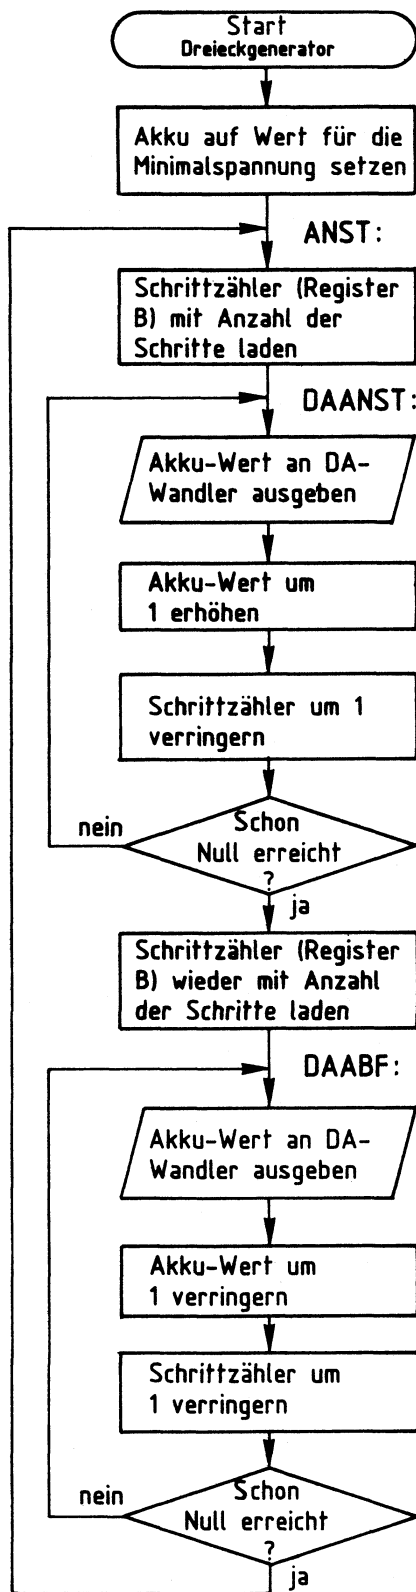 Start
Dreieckgenerator
Akku auf Wert für die
Minimalspannung setzen
ANST:
Schrittzähler (Register
B) mit Anzahl der
Schritte laden
DAANST:
Akku-Wert an DA-
Wandler ausgeben
Akku-Wert um
1 erhöhen
Schrittzähler um 1
verringern
nein
Schon
Null erreicht
?
ja
Schrittzähler (Register
B) wieder mit Anzahl
der Schritte laden
DAABF:
Akku-Wert an DA-
Wandler ausgeben
Akku-Wert um
1 verringern
Schrittzähler um
1 verringern
nein
Schon
Null erreicht
?
ja